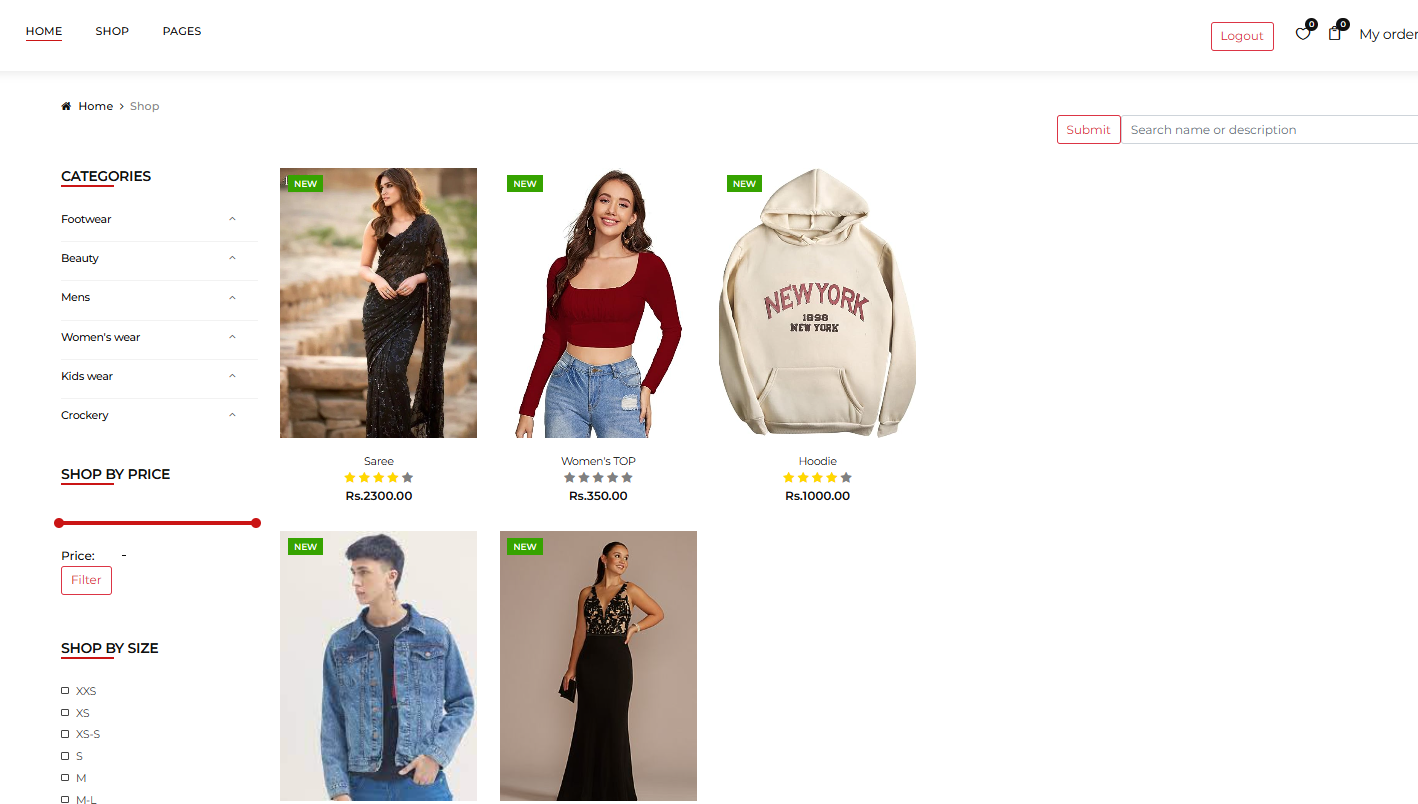 HOME SHOP PAGES
Logout 0 0 My order
Home > Shop
Submit Search name or description
CATEGORIES
Footwear
Beauty
Mens
Women's wear
Kids wear
Crockery
SHOP BY PRICE
Price: -
Filter
SHOP BY SIZE
XXS
XS
XS-S
S
M
M-L
NEW
Saree
Rs.2300.00
NEW
Women's TOP
Rs.350.00
NEW
NEW YORK
1898
NEW YORK
Hoodie
Rs.1000.00
NEW
NEW